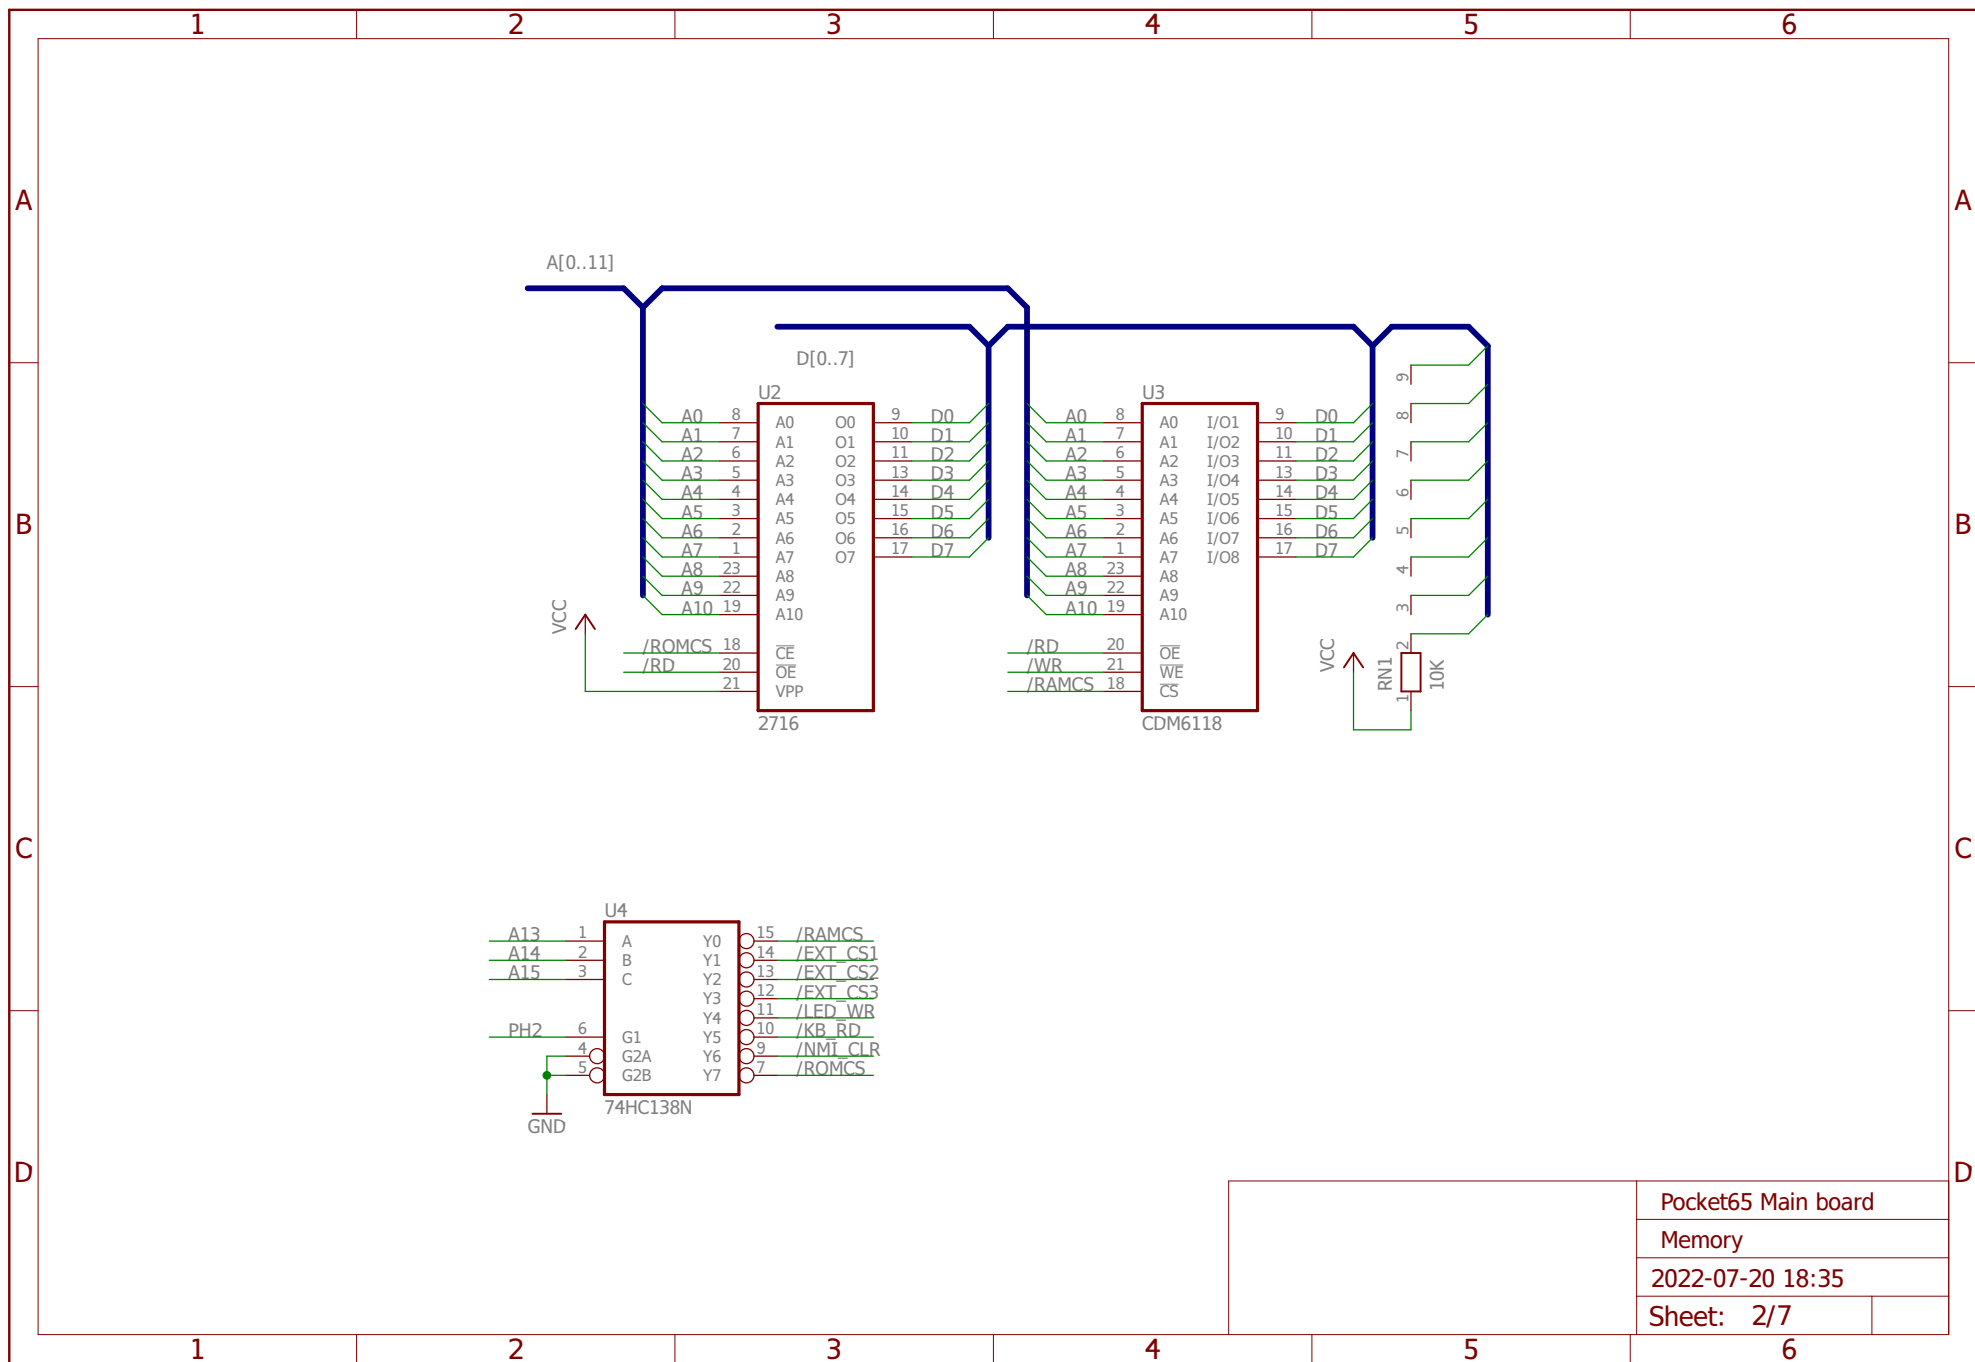 1 2 3 4 5 6
A A
A[0..11]
D[0..7]
U2 U3
A0 8 A0 O0 9 D0
A1 7 A1 O1 10 D1
A2 6 A2 O2 11 D2
A3 5 A3 O3 13 D3
A4 4 A4 O4 14 D4
A5 3 A5 O5 15 D5
A6 2 A6 O6 16 D6
A7 1 A7 O7 17 D7
A8 23 A8
A9 22 A9
A10 19 A10
VCC
/ROMCS 18 CE
/RD 20 OE
21 VPP
2716
A0 8 A0 I/O1 9 D0
A1 7 A1 I/O2 10 D1
A2 6 A2 I/O3 11 D2
A3 5 A3 I/O4 13 D3
A4 4 A4 I/O5 14 D4
A5 3 A5 I/O6 15 D5
A6 2 A6 I/O7 16 D6
A7 1 A7 I/O8 17 D7
A8 23 A8
A9 22 A9
A10 19 A10
/RD 20 OE
/WR 21 WE
/RAMCS 18 CS
CDM6118
9
8
7
6
5
4
3
2
1
VCC
RN1
10K
B B
C C
U4
A13 1 A Y0 15 /RAMCS
A14 2 B Y1 14 /EXT_CS1
A15 3 C Y2 13 /EXT_CS2
Y3 12 /EXT_CS3
Y4 11 /LED_WR
PH2 6 G1 Y5 10 /KB_RD
4 G2A Y6 9 /NMI_CLR
5 G2B Y7 7 /ROMCS
74HC138N
GND
D D
Pocket65 Main board
Memory
2022-07-20 18:35
Sheet: 2/7
1 2 3 4 5 6